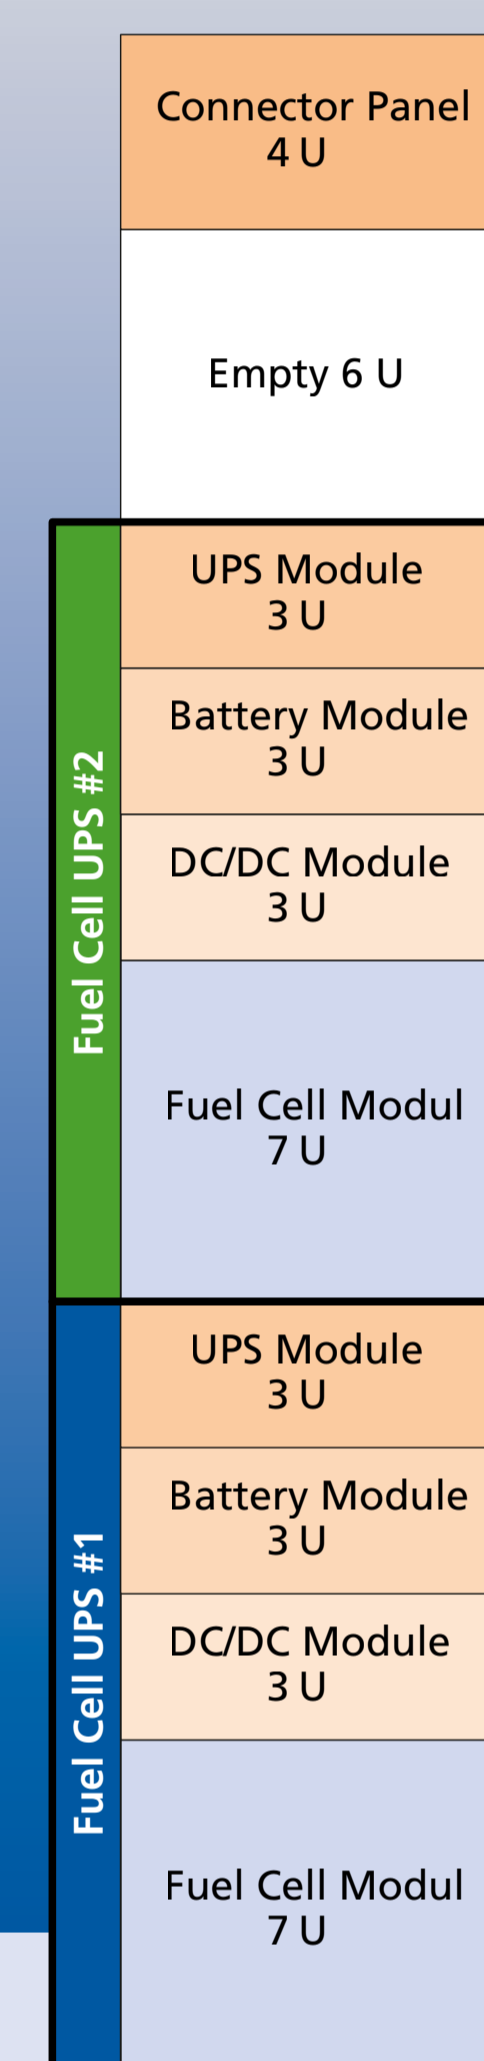 Connector Panel
4 U
Empty 6 U
Fuel Cell UPS #2
UPS Module
3 U
Battery Module
3 U
DC/DC Module
3 U
Fuel Cell Modul
7 U
Fuel Cell UPS #1
UPS Module
3 U
Battery Module
3 U
DC/DC Module
3 U
Fuel Cell Modul
7 U